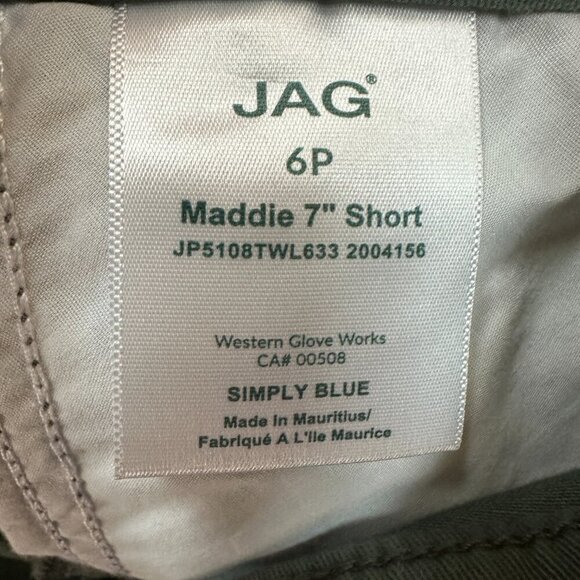 JAG®
6P
Maddie 7" Short
JP5108TWL633 2004156
Western Glove Works
CA# 00508
SIMPLY BLUE
Made In Mauritius/
Fabriqué A L'Ile Maurice